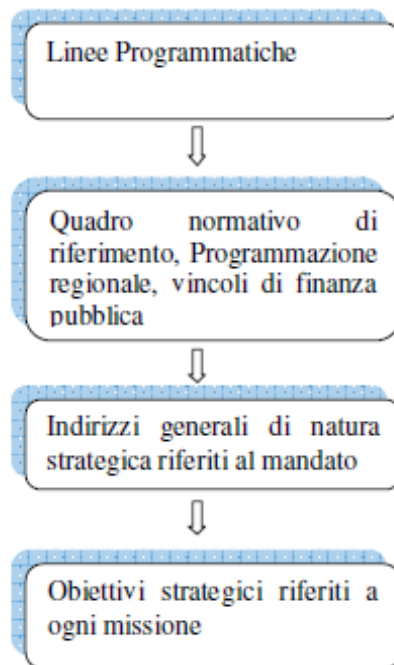 Linee Programmatiche
Quadro normativo di
riferimento, Programmazione
regionale, vincoli di finanza
pubblica
Indirizzi generali di natura
strategica riferiti al mandato
Obiettivi strategici riferiti a
ogni missione